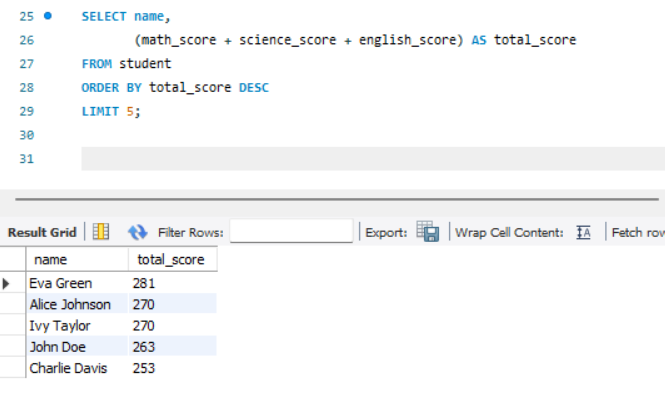 25 SELECT name,
26 (math_score + science_score + english_score) AS total_score
27 FROM student
28 ORDER BY total_score DESC
29 LIMIT 5;
30
31
Result Grid Filter Rows: Export: Wrap Cell Content: Fetch row
name total_score
Eva Green 281
Alice Johnson 270
Ivy Taylor 270
John Doe 263
Charlie Davis 253